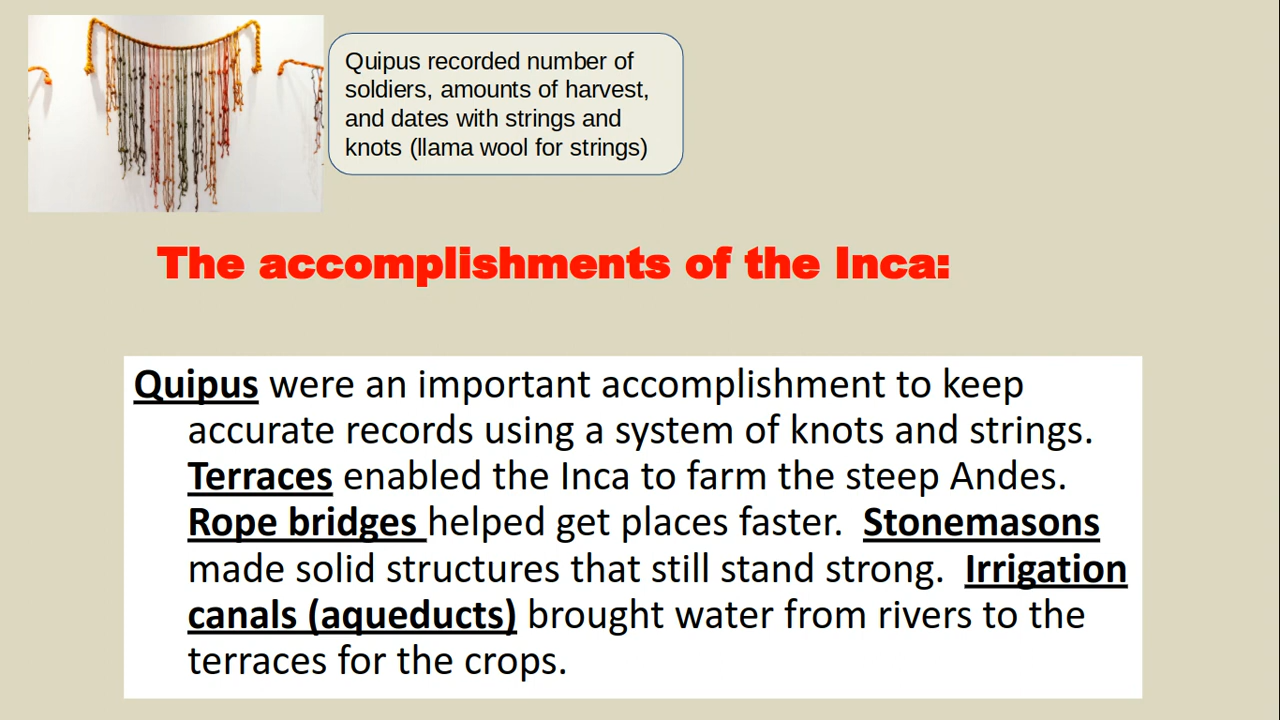 Quipus recorded number of
soldiers, amounts of harvest,
and dates with strings and
knots (llama wool for strings)
The accomplishments of the Inca:
Quipus were an important accomplishment to keep
accurate records using a system of knots and strings.
Terraces enabled the Inca to farm the steep Andes.
Rope bridges helped get places faster.  Stonemasons
made solid structures that still stand strong.  Irrigation
canals (aqueducts) brought water from rivers to the
terraces for the crops.